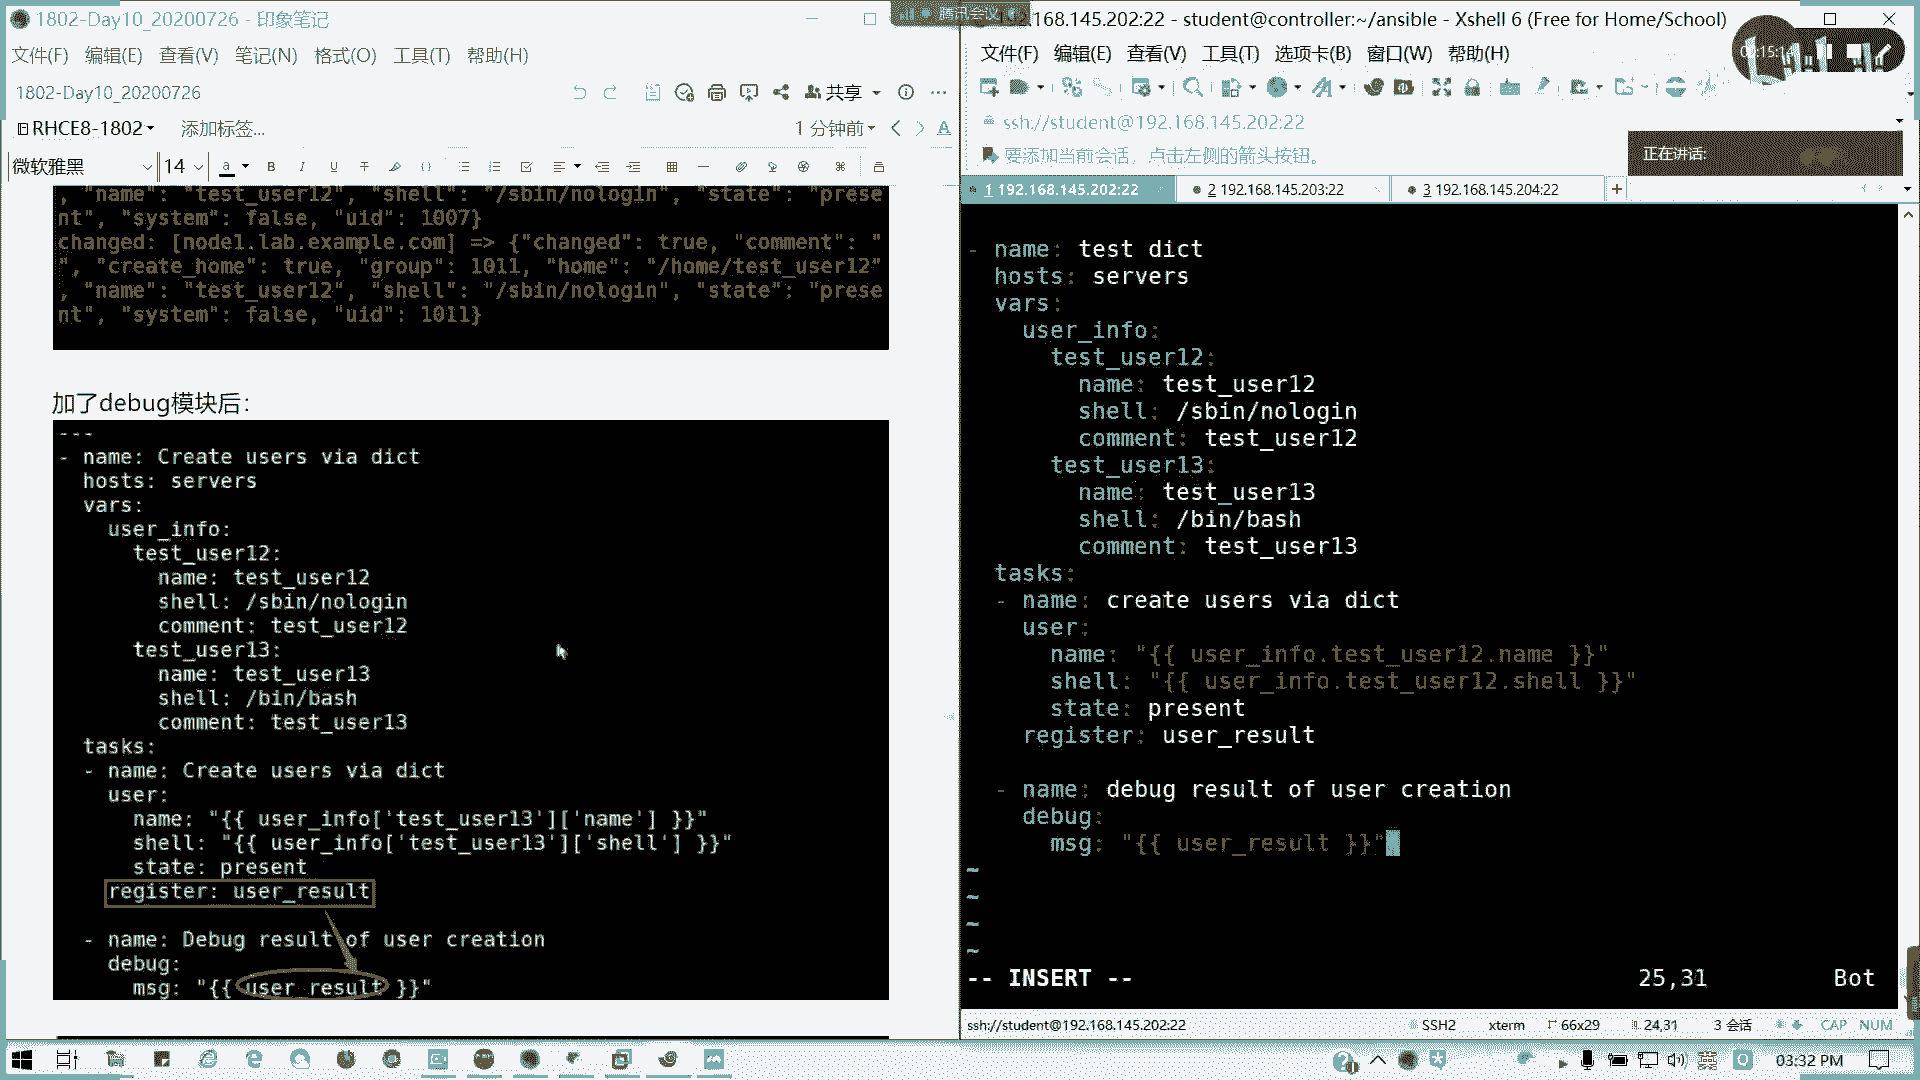 1802-Day10_20200726 - 印象笔记
文件(F) 编辑(E) 查看(V) 笔记(N) 格式(O) 工具(T) 帮助(H)
1802-Day10_20200726
共享
RHCE8-1802 添加标签...
1 分钟前
微软雅黑 14
, "name": "test_user12", "shell": "/sbin/nologin", "state": "prese
nt", "system": false, "uid": 1007}
changed: [node1.lab.example.com] => {"changed": true, "comment": "
", "create_home": true, "group": 1011, "home": "/home/test_user12"
, "name": "test_user12", "shell": "/sbin/nologin", "state": "prese
nt", "system": false, "uid": 1011}
加了debug模块后:
---
- name: Create users via dict
hosts: servers
vars:
user_info:
test_user12:
name: test_user12
shell: /sbin/nologin
comment: test_user12
test_user13:
name: test_user13
shell: /bin/bash
comment: test_user13
tasks:
- name: Create users via dict
user:
name: "{{ user_info['test_user13']['name'] }}"
shell: "{{ user_info['test_user13']['shell'] }}"
state: present
register: user_result
- name: Debug result of user creation
debug:
msg: "{{ user_result }}"
腾讯会议
.168.145.202:22 - student@controller:~/ansible - Xshell 6 (Free for Home/School)
文件(F) 编辑(E) 查看(V) 工具(T) 选项卡(B) 窗口(W) 帮助(H)
ssh://student@192.168.145.202:22
要添加当前会话，点击左侧的箭头按钮。
正在讲话:
1 192.168.145.202:22 2 192.168.145.203:22 3 192.168.145.204:22
- name: test dict
hosts: servers
vars:
user_info:
test_user12:
name: test_user12
shell: /sbin/nologin
comment: test_user12
test_user13:
name: test_user13
shell: /bin/bash
comment: test_user13
tasks:
- name: create users via dict
user:
name: "{{ user_info.test_user12.name }}"
shell: "{{ user_info.test_user12.shell }}"
state: present
register: user_result
- name: debug result of user creation
debug:
msg: "{{ user_result }}"
~
~
~
~
-- INSERT -- 25,31 Bot
ssh://student@192.168.145.202:22 SSH2 xterm 66x29 24,31 3 会话 CAP NUM
03:32 PM